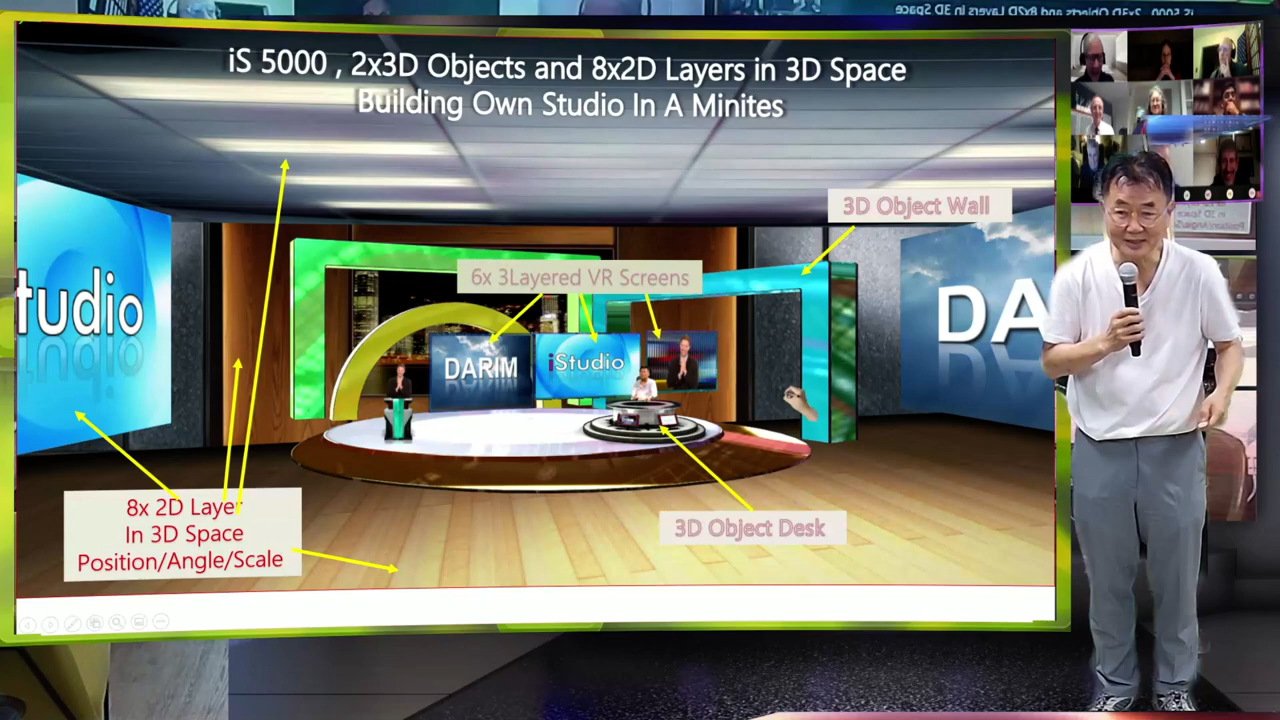 iS 5000 , 2x3D Objects and 8x2D Layers in 3D Space
Building Own Studio In A Minites
3D Object Wall
6x 3Layered VR Screens
tudio
DARIM
iStudio
DA
8x 2D Layer
In 3D Space
Position/Angle/Scale
3D Object Desk